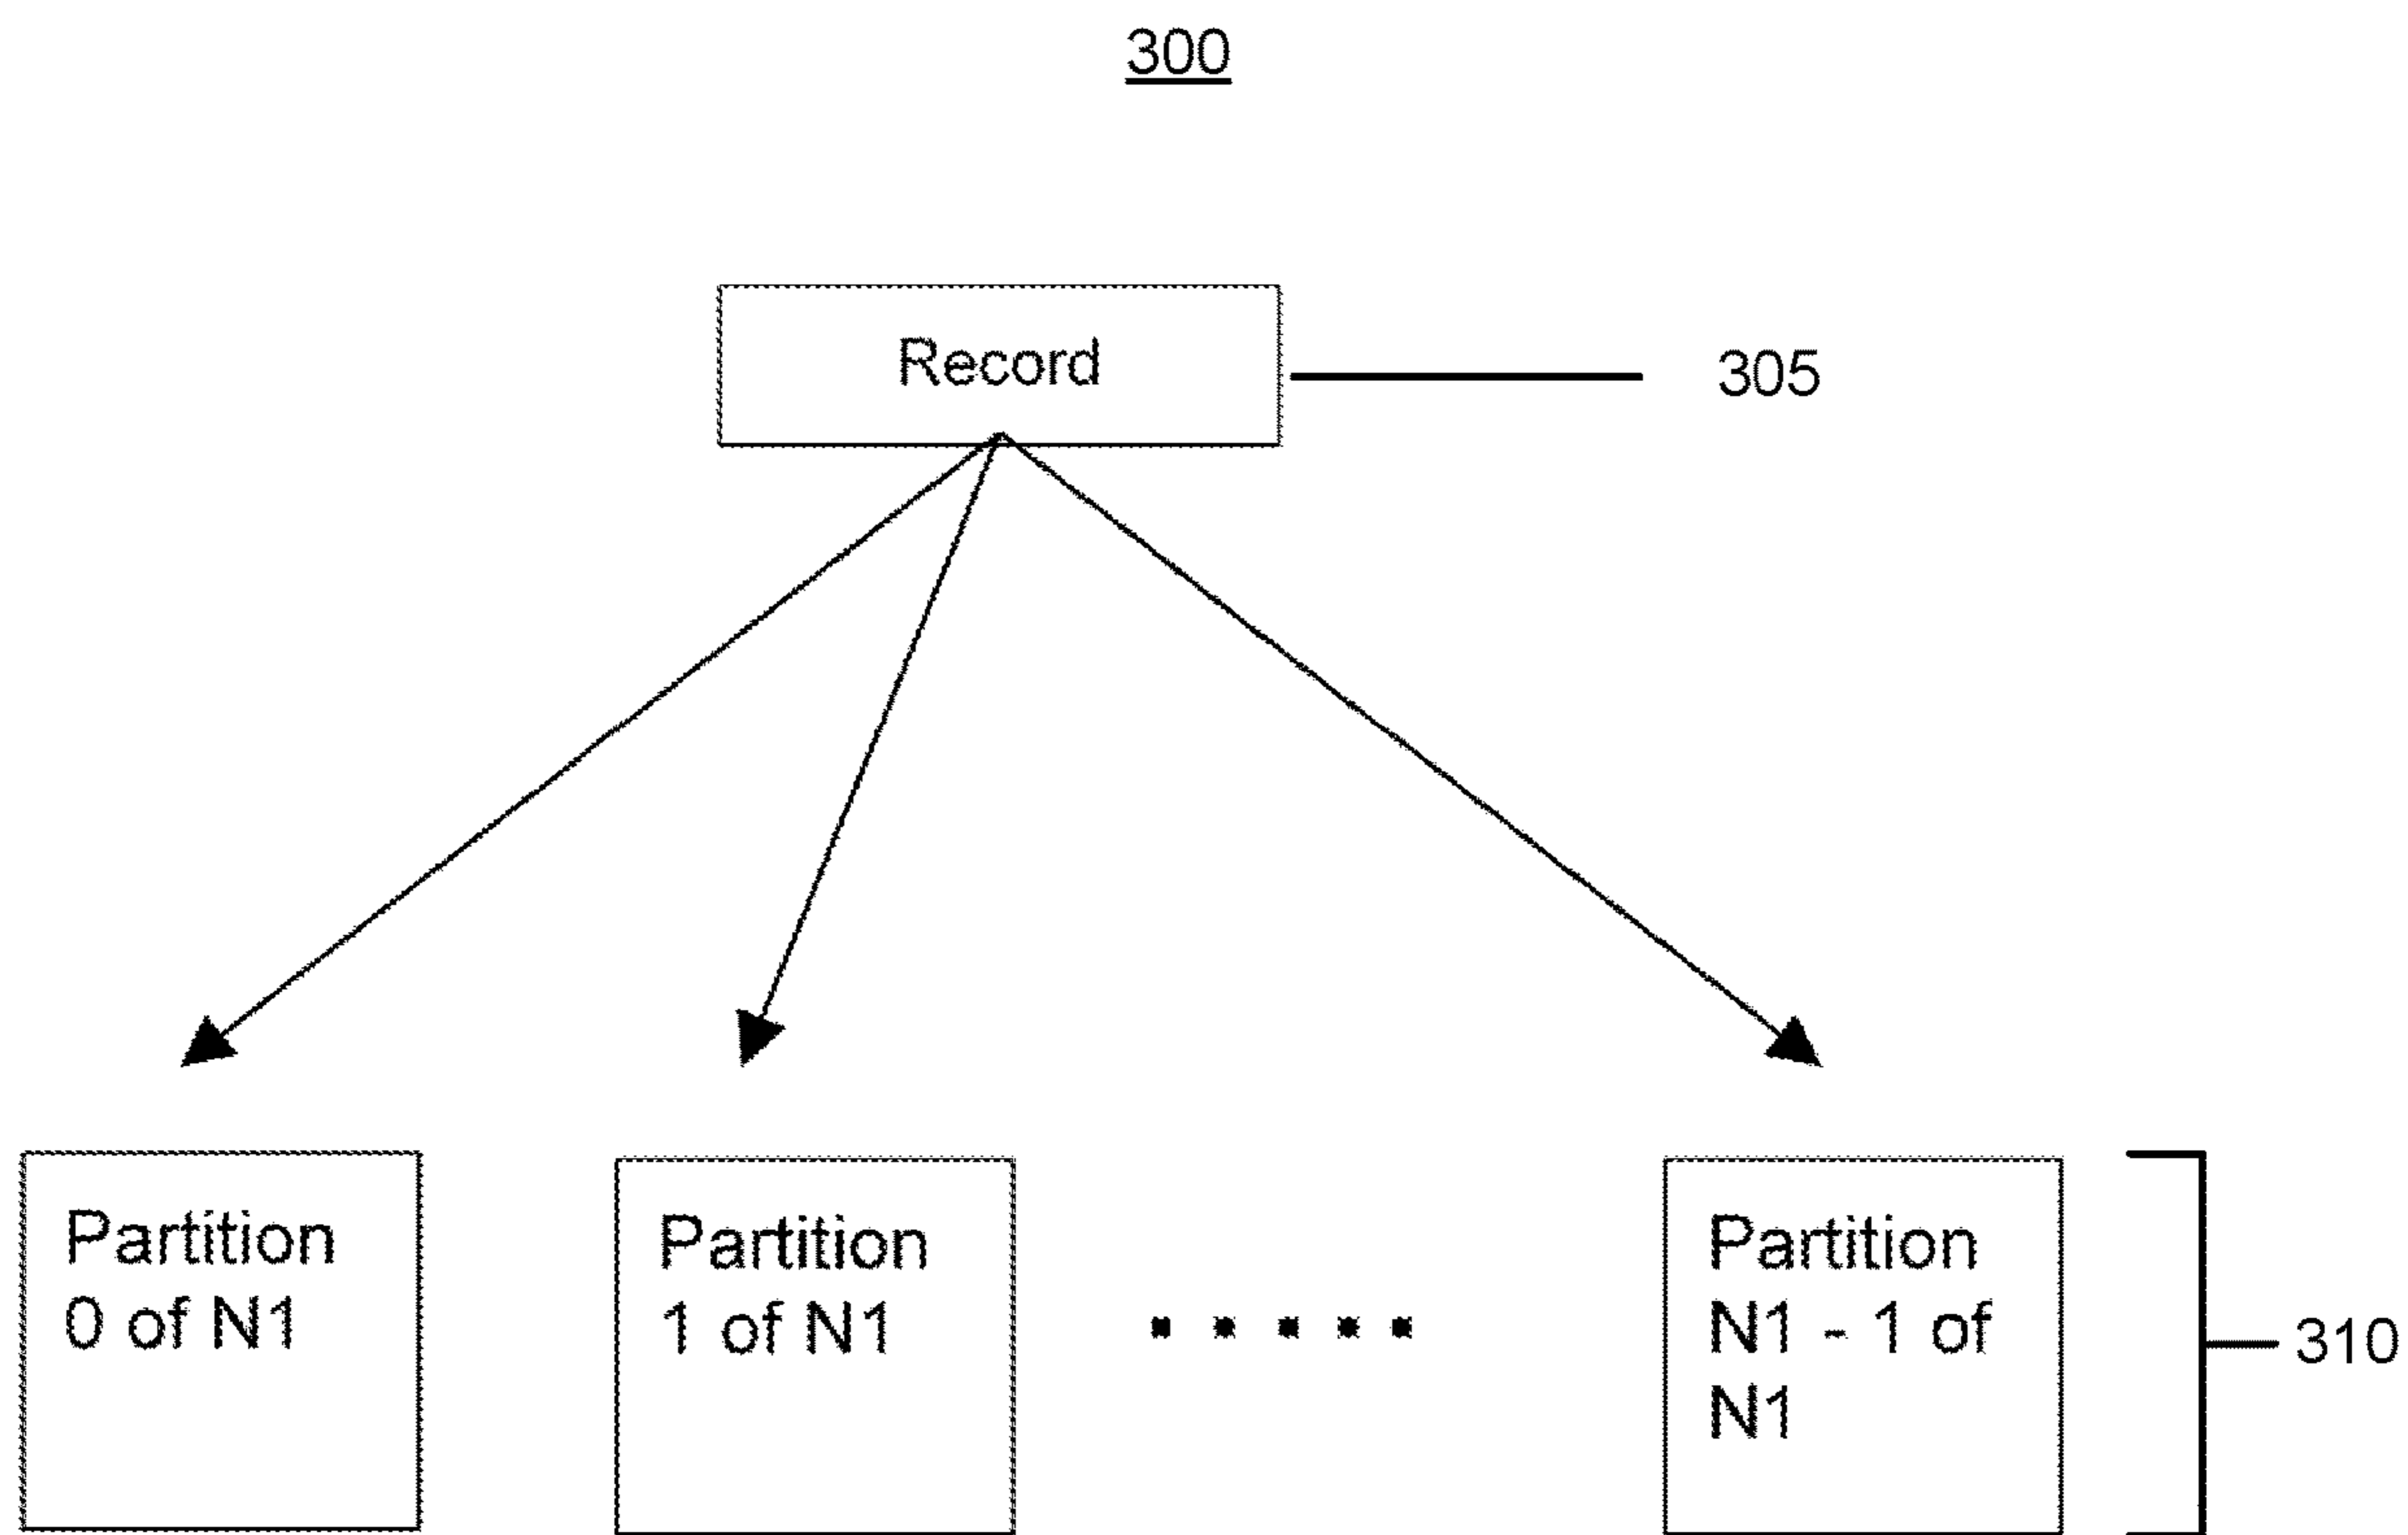 300
Record
305
Partition
0 of N1
Partition
1 of N1
Partition
N1 - 1 of
N1
310